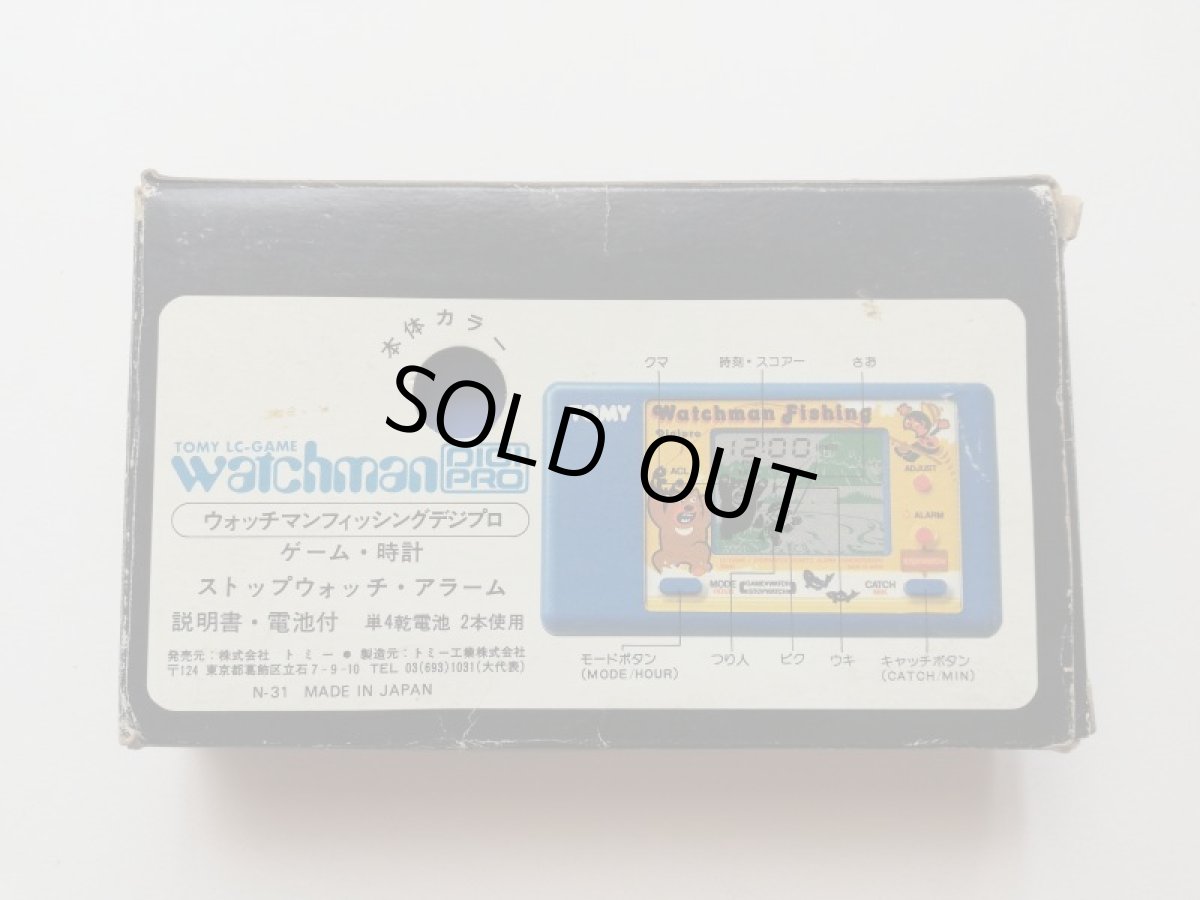 本体カラー
TOMY LC-GAME
watchman DIGI PRO
ウォッチマンフィッシングデジプロ
ゲーム・時計
ストップウォッチ・アラーム
説明書・電池付 単4乾電池 2本使用
発売元：株式会社 トミー ● 製造元：トミー工業株式会社
〒124 東京都葛飾区立石7-9-10 TEL 03(693)1031(大代表)
N-31 MADE IN JAPAN
クマ 時刻・スコアー さお
TOMY
Watchman Fishing
Digipro
12:00
ACL
ADJUST
ALARM
MODE
GAME/WATCH
STOPWATCH
CATCH
モードボタン
(MODE/HOUR)
つり人 ビク ウキ
キャッチボタン
(CATCH/MIN)
SOLD OUT